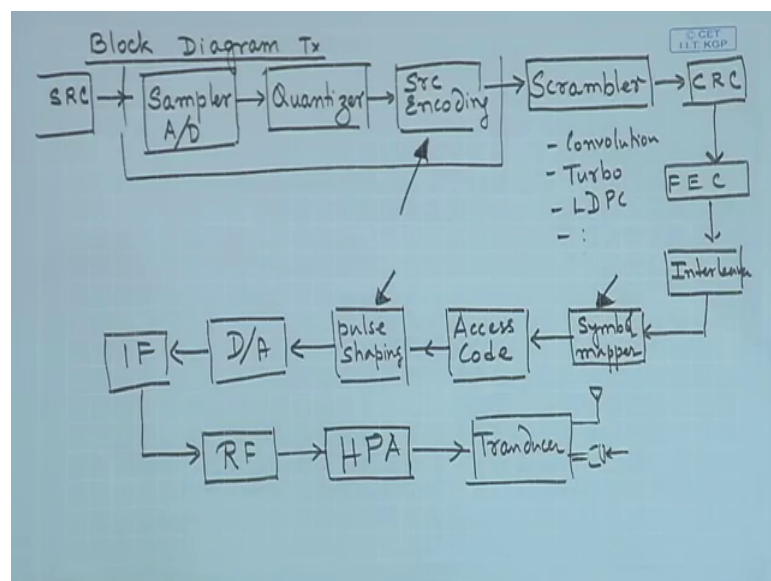 Block Diagram Tx
© CET
I.I.T. KGP
SRC
Sampler
A/D
Quantizer
Src
Encoding
Scrambler
CRC
- Convolution
- Turbo
- LDPC
- :
FEC
Interleaver
Symbol
mapper
Access
Code
pulse
shaping
D/A
IF
RF
HPA
Tranducer